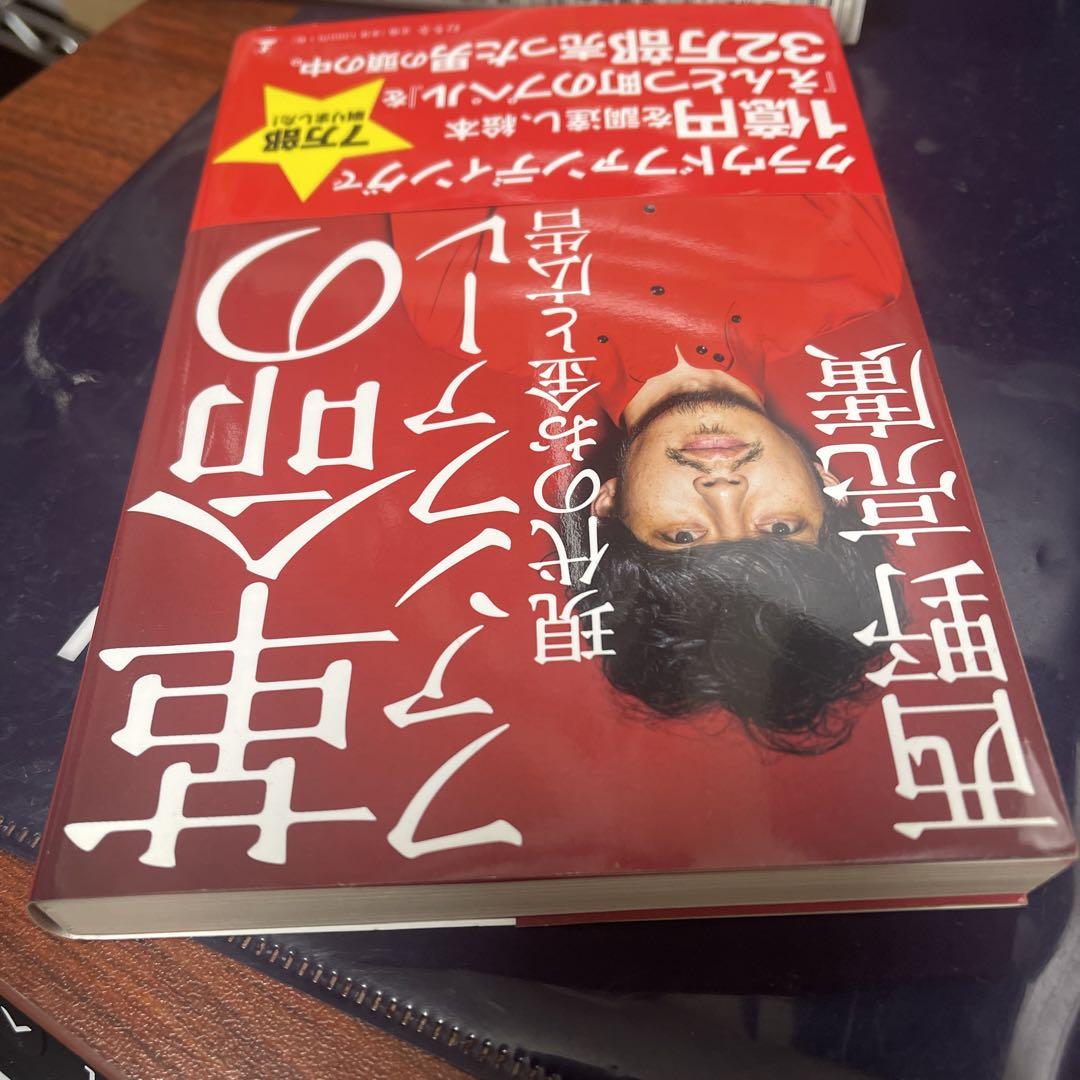 革命の
ファンファーレ
現代のお金と広告
西野亮廣
クラウドファンディングで
1億円を調達し、絵本
『えんとつ町のプペル』を
32万部売った男の頭の中。
7万部
刷りました!
幻冬舎